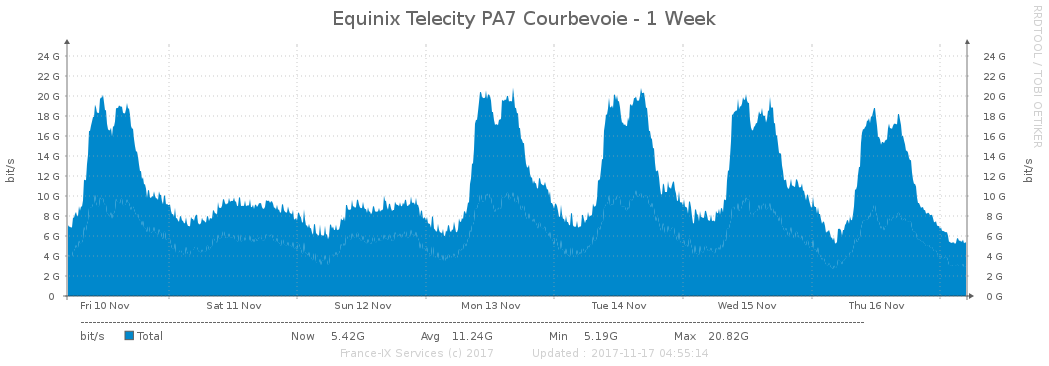 Equinix Telecity PA7 Courbevoie - 1 Week
RRDTOOL / TOBI OETIKER
bit/s
24 G 24 G
22 G 22 G
20 G 20 G
18 G 18 G
16 G 16 G
14 G 14 G
12 G 12 G
10 G 10 G
8 G 8 G
6 G 6 G
4 G 4 G
2 G 2 G
0 0 G
bit/s
Fri 10 Nov Sat 11 Nov Sun 12 Nov Mon 13 Nov Tue 14 Nov Wed 15 Nov Thu 16 Nov
bit/s Total Now 5.42G Avg 11.24G Min 5.19G Max 20.82G
France-IX Services (c) 2017 Updated : 2017-11-17 04:55:14